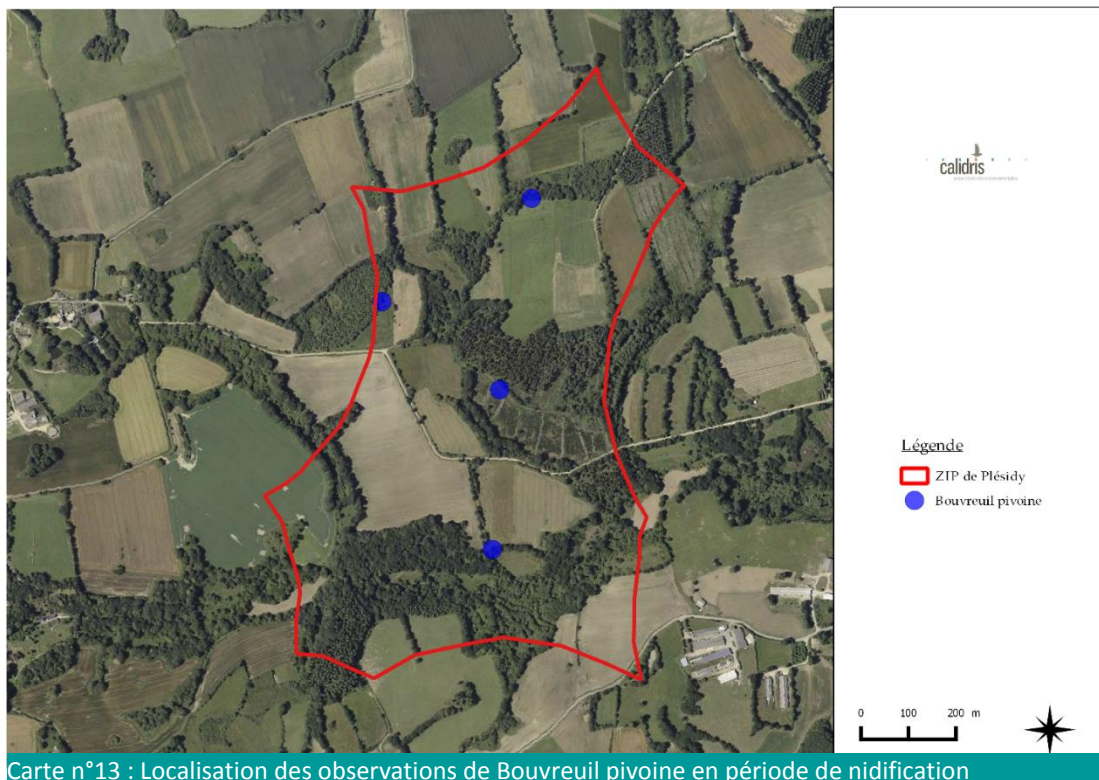 calidris
Légende
ZIP de Plésidy
Bouvreuil pivoine
0 100 200 m
Carte n°13 : Localisation des observations de Bouvreuil pivoine en période de nidification